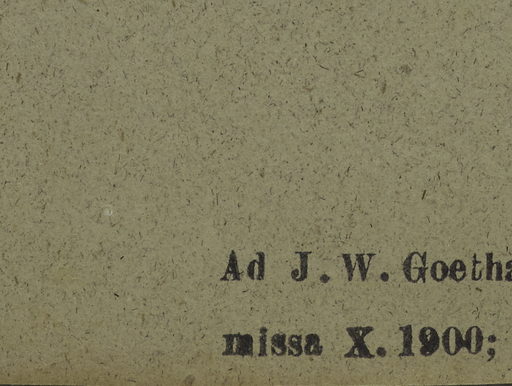 Ad J. W. Goetha
missa X. 1900;